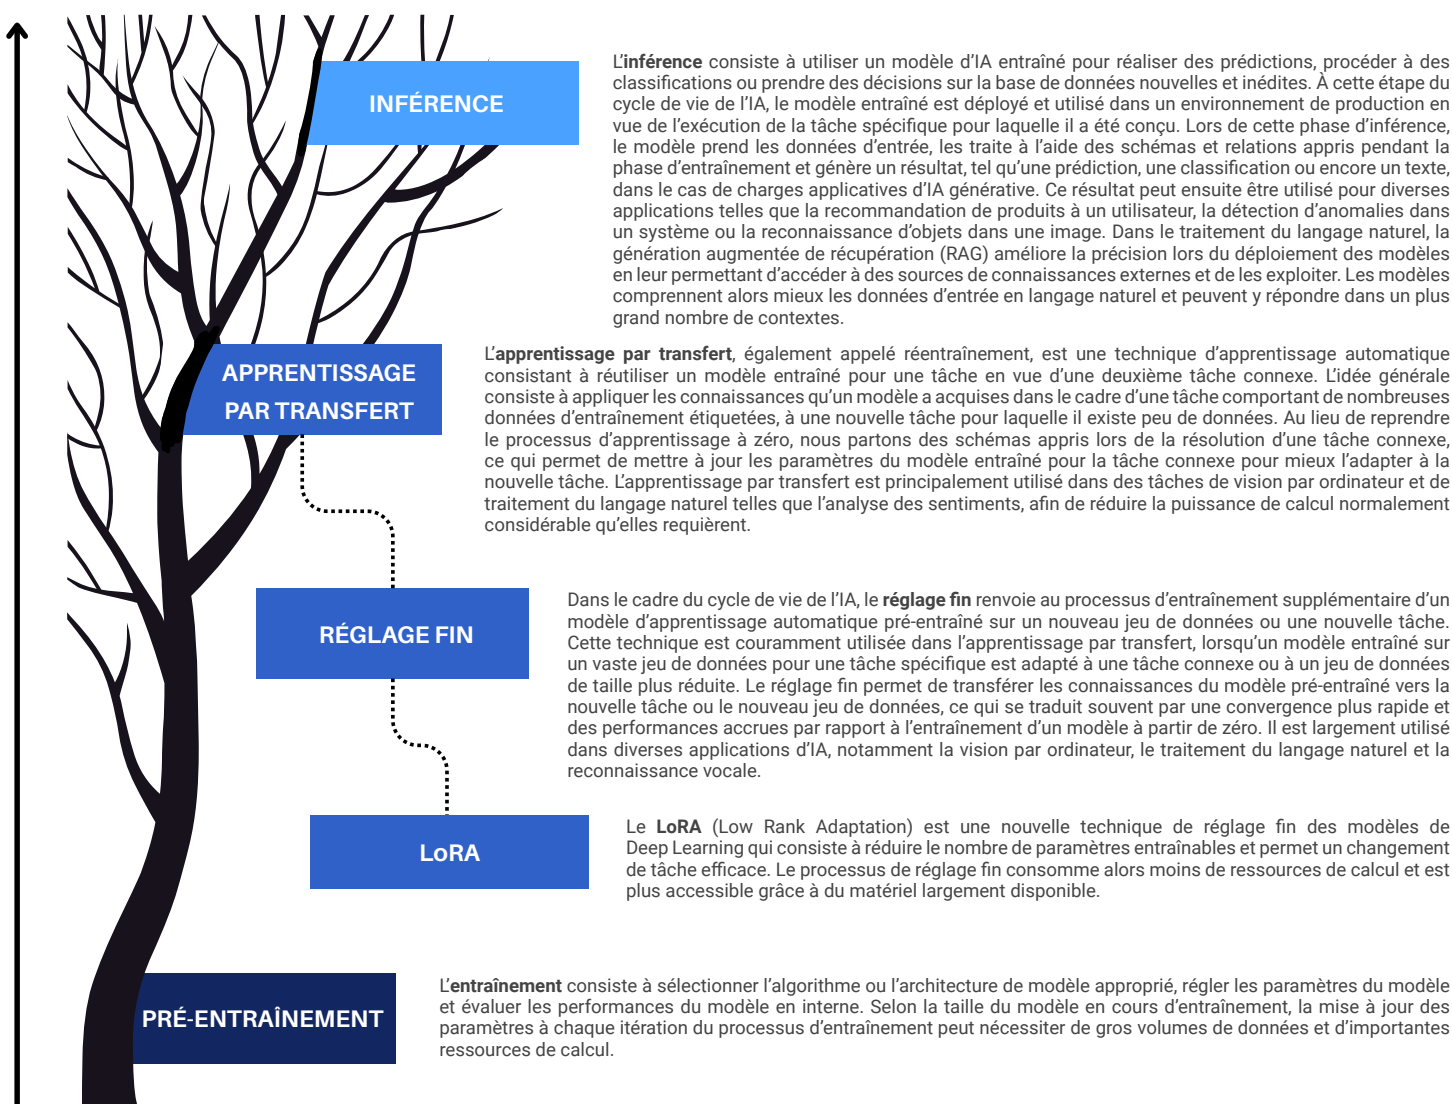 INFÉRENCE
L'inférence consiste à utiliser un modèle d'IA entraîné pour réaliser des prédictions, procéder à des
classifications ou prendre des décisions sur la base de données nouvelles et inédites. À cette étape du
cycle de vie de l'IA, le modèle entraîné est déployé et utilisé dans un environnement de production en
vue de l'exécution de la tâche spécifique pour laquelle il a été conçu. Lors de cette phase d'inférence,
le modèle prend les données d'entrée, les traite à l'aide des schémas et relations appris pendant la
phase d'entraînement et génère un résultat, tel qu'une prédiction, une classification ou encore un texte,
dans le cas de charges applicatives d'IA générative. Ce résultat peut ensuite être utilisé pour diverses
applications telles que la recommandation de produits à un utilisateur, la détection d'anomalies dans
un système ou la reconnaissance d'objets dans une image. Dans le traitement du langage naturel, la
génération augmentée de récupération (RAG) améliore la précision lors du déploiement des modèles
en leur permettant d'accéder à des sources de connaissances externes et de les exploiter. Les modèles
comprennent alors mieux les données d'entrée en langage naturel et peuvent y répondre dans un plus
grand nombre de contextes.
APPRENTISSAGE
PAR TRANSFERT
L'apprentissage par transfert, également appelé réentraînement, est une technique d'apprentissage automatique
consistant à réutiliser un modèle entraîné pour une tâche en vue d'une deuxième tâche connexe. L'idée générale
consiste à appliquer les connaissances qu'un modèle a acquises dans le cadre d'une tâche comportant de nombreuses
données d'entraînement étiquetées, à une nouvelle tâche pour laquelle il existe peu de données. Au lieu de reprendre
le processus d'apprentissage à zéro, nous partons des schémas appris lors de la résolution d'une tâche connexe,
ce qui permet de mettre à jour les paramètres du modèle entraîné pour la tâche connexe pour mieux l'adapter à la
nouvelle tâche. L'apprentissage par transfert est principalement utilisé dans des tâches de vision par ordinateur et de
traitement du langage naturel telles que l'analyse des sentiments, afin de réduire la puissance de calcul normalement
considérable qu'elles requièrent.
RÉGLAGE FIN
Dans le cadre du cycle de vie de l'IA, le réglage fin renvoie au processus d'entraînement supplémentaire d'un
modèle d'apprentissage automatique pré-entraîné sur un nouveau jeu de données ou une nouvelle tâche.
Cette technique est couramment utilisée dans l'apprentissage par transfert, lorsqu'un modèle entraîné sur
un vaste jeu de données pour une tâche spécifique est adapté à une tâche connexe ou à un jeu de données
de taille plus réduite. Le réglage fin permet de transférer les connaissances du modèle pré-entraîné vers la
nouvelle tâche ou le nouveau jeu de données, ce qui se traduit souvent par une convergence plus rapide et
des performances accrues par rapport à l'entraînement d'un modèle à partir de zéro. Il est largement utilisé
dans diverses applications d'IA, notamment la vision par ordinateur, le traitement du langage naturel et la
reconnaissance vocale.
LoRA
Le LoRA (Low Rank Adaptation) est une nouvelle technique de réglage fin des modèles de
Deep Learning qui consiste à réduire le nombre de paramètres entraînables et permet un changement
de tâche efficace. Le processus de réglage fin consomme alors moins de ressources de calcul et est
plus accessible grâce à du matériel largement disponible.
PRÉ-ENTRAÎNEMENT
L'entraînement consiste à sélectionner l'algorithme ou l'architecture de modèle approprié, régler les paramètres du modèle
et évaluer les performances du modèle en interne. Selon la taille du modèle en cours d'entraînement, la mise à jour des
paramètres à chaque itération du processus d'entraînement peut nécessiter de gros volumes de données et d'importantes
ressources de calcul.